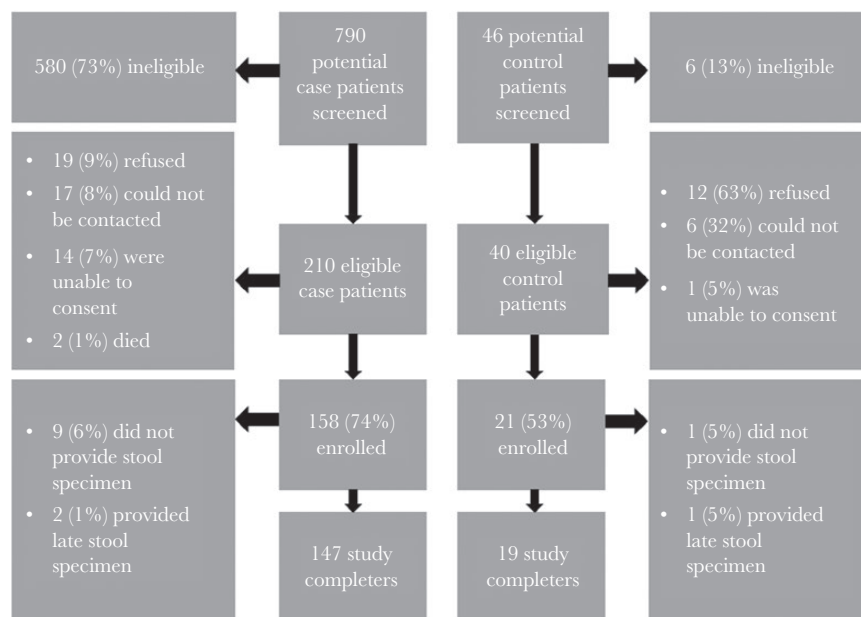 580 (73%) ineligible
790
potential
case patients
screened
46 potential
control
patients
screened
6 (13%) ineligible
• 19 (9%) refused
• 17 (8%) could not
be contacted
• 14 (7%) were
unable to
consent
• 2 (1%) died
210 eligible
case patients
40 eligible
control
patients
• 12 (63%) refused
• 6 (32%) could not
be contacted
• 1 (5%) was
unable to consent
• 9 (6%) did not
provide stool
specimen
• 2 (1%) provided
late stool
specimen
158 (74%)
enrolled
21 (53%)
enrolled
• 1 (5%) did not
provide stool
specimen
• 1 (5%) provided
late stool
specimen
147 study
completers
19 study
completers